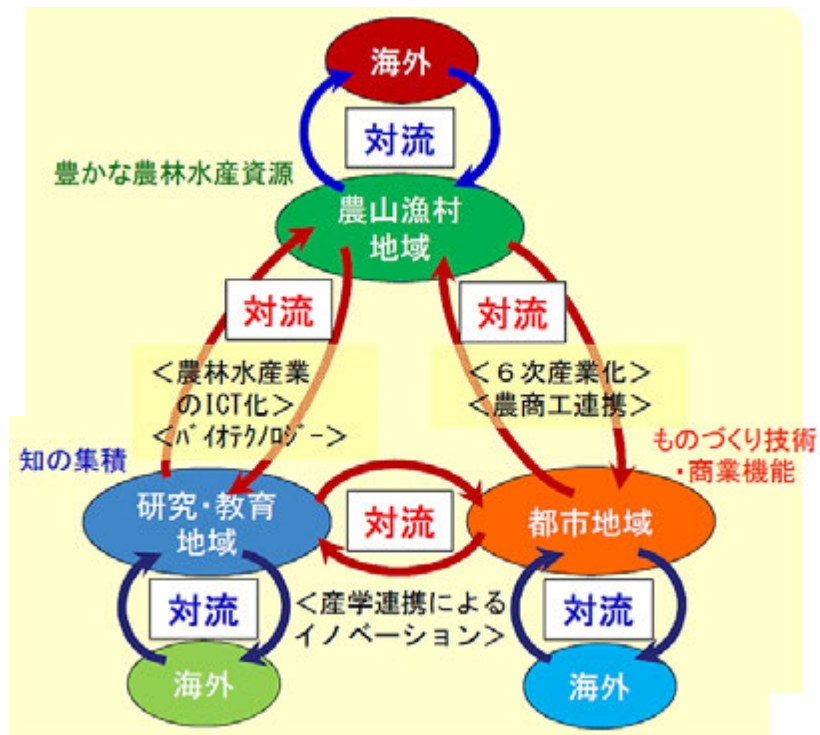 海外
対流
豊かな農林水産資源
農山漁村
地域
対流
対流
＜農林水産業
のICT化＞
＜ﾊﾞｲｵﾃｸﾉﾛｼﾞｰ＞
＜６次産業化＞
＜農商工連携＞
知の集積
ものづくり技術
・商業機能
研究・教育
地域
対流
都市地域
対流
＜産学連携による
イノベーション＞
対流
海外
海外